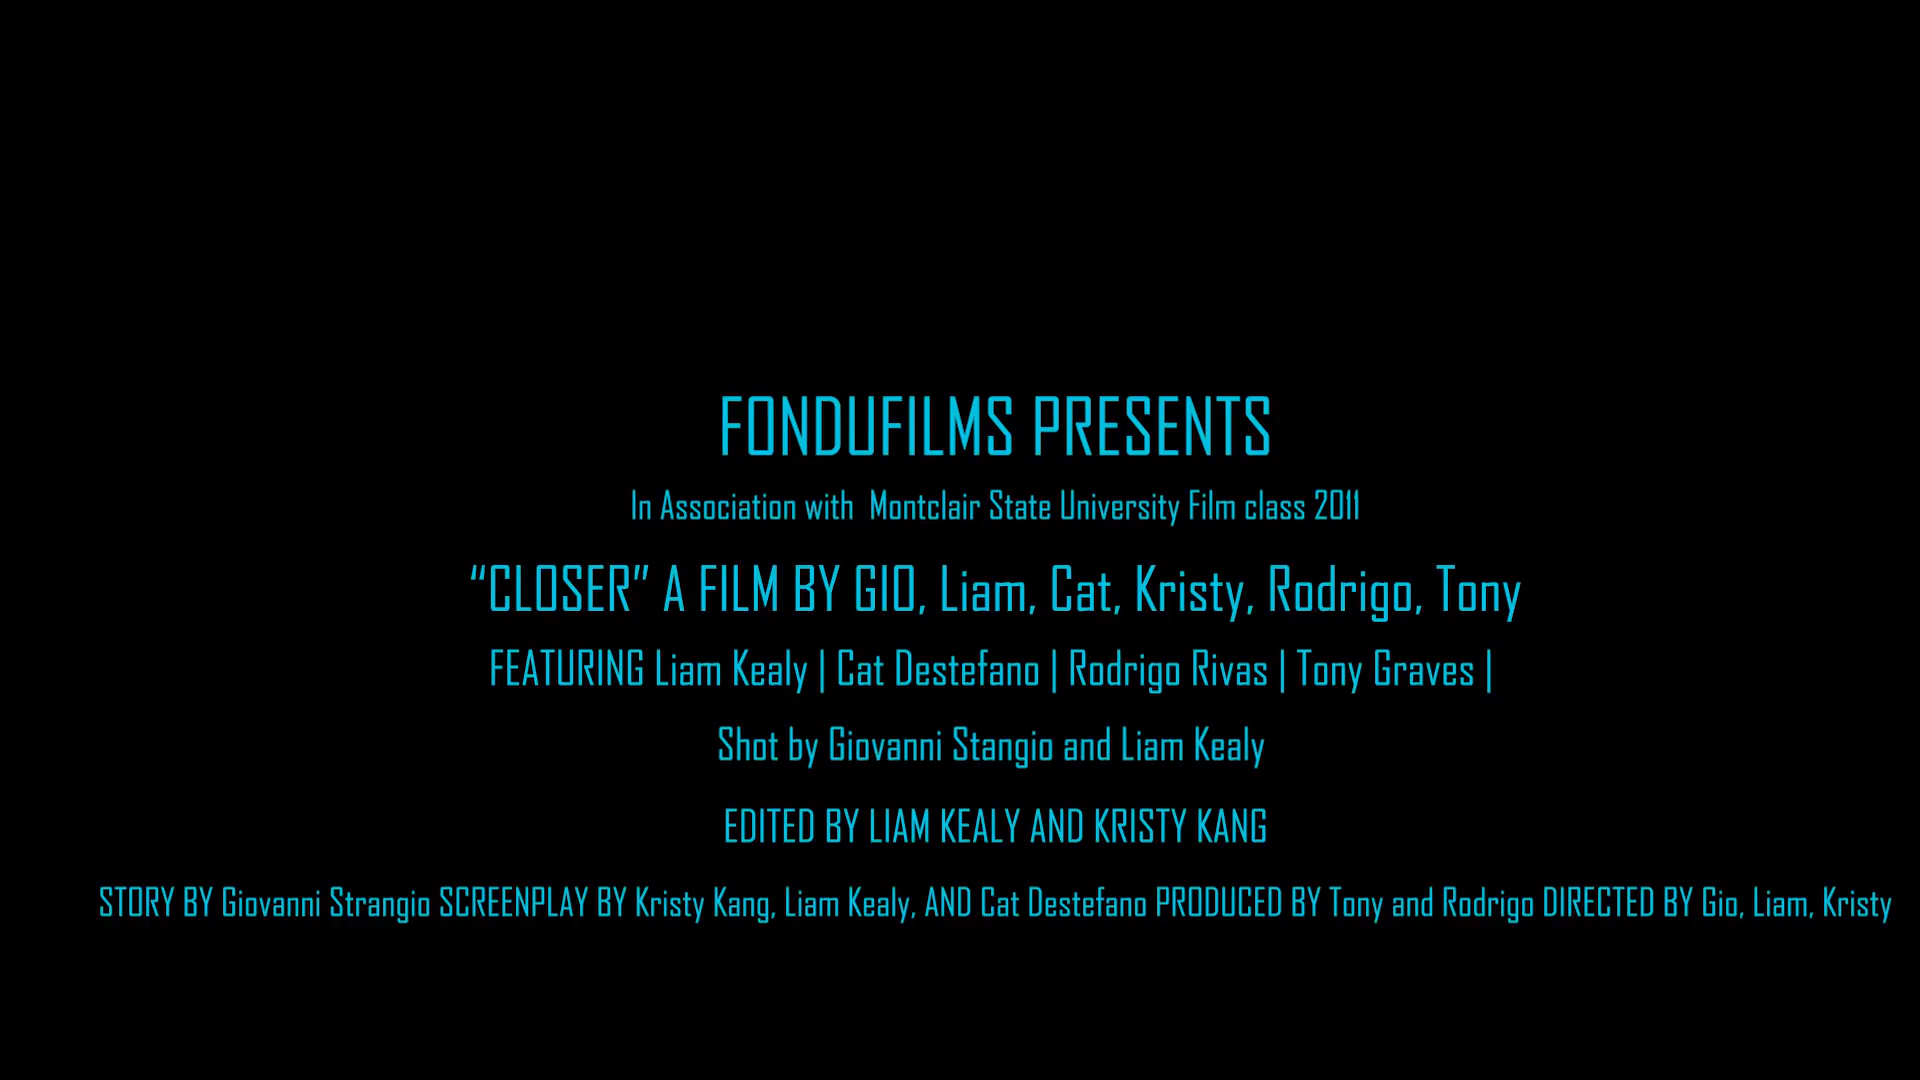 FONDUFILMS PRESENTS
In Association with  Montclair State University Film class 2011
“CLOSER” A FILM BY GIO, Liam, Cat, Kristy, Rodrigo, Tony
FEATURING Liam Kealy | Cat Destefano | Rodrigo Rivas | Tony Graves |
Shot by Giovanni Stangio and Liam Kealy
EDITED BY LIAM KEALY AND KRISTY KANG
STORY BY Giovanni Strangio SCREENPLAY BY Kristy Kang, Liam Kealy, AND Cat Destefano PRODUCED BY Tony and Rodrigo DIRECTED BY Gio, Liam, Kristy